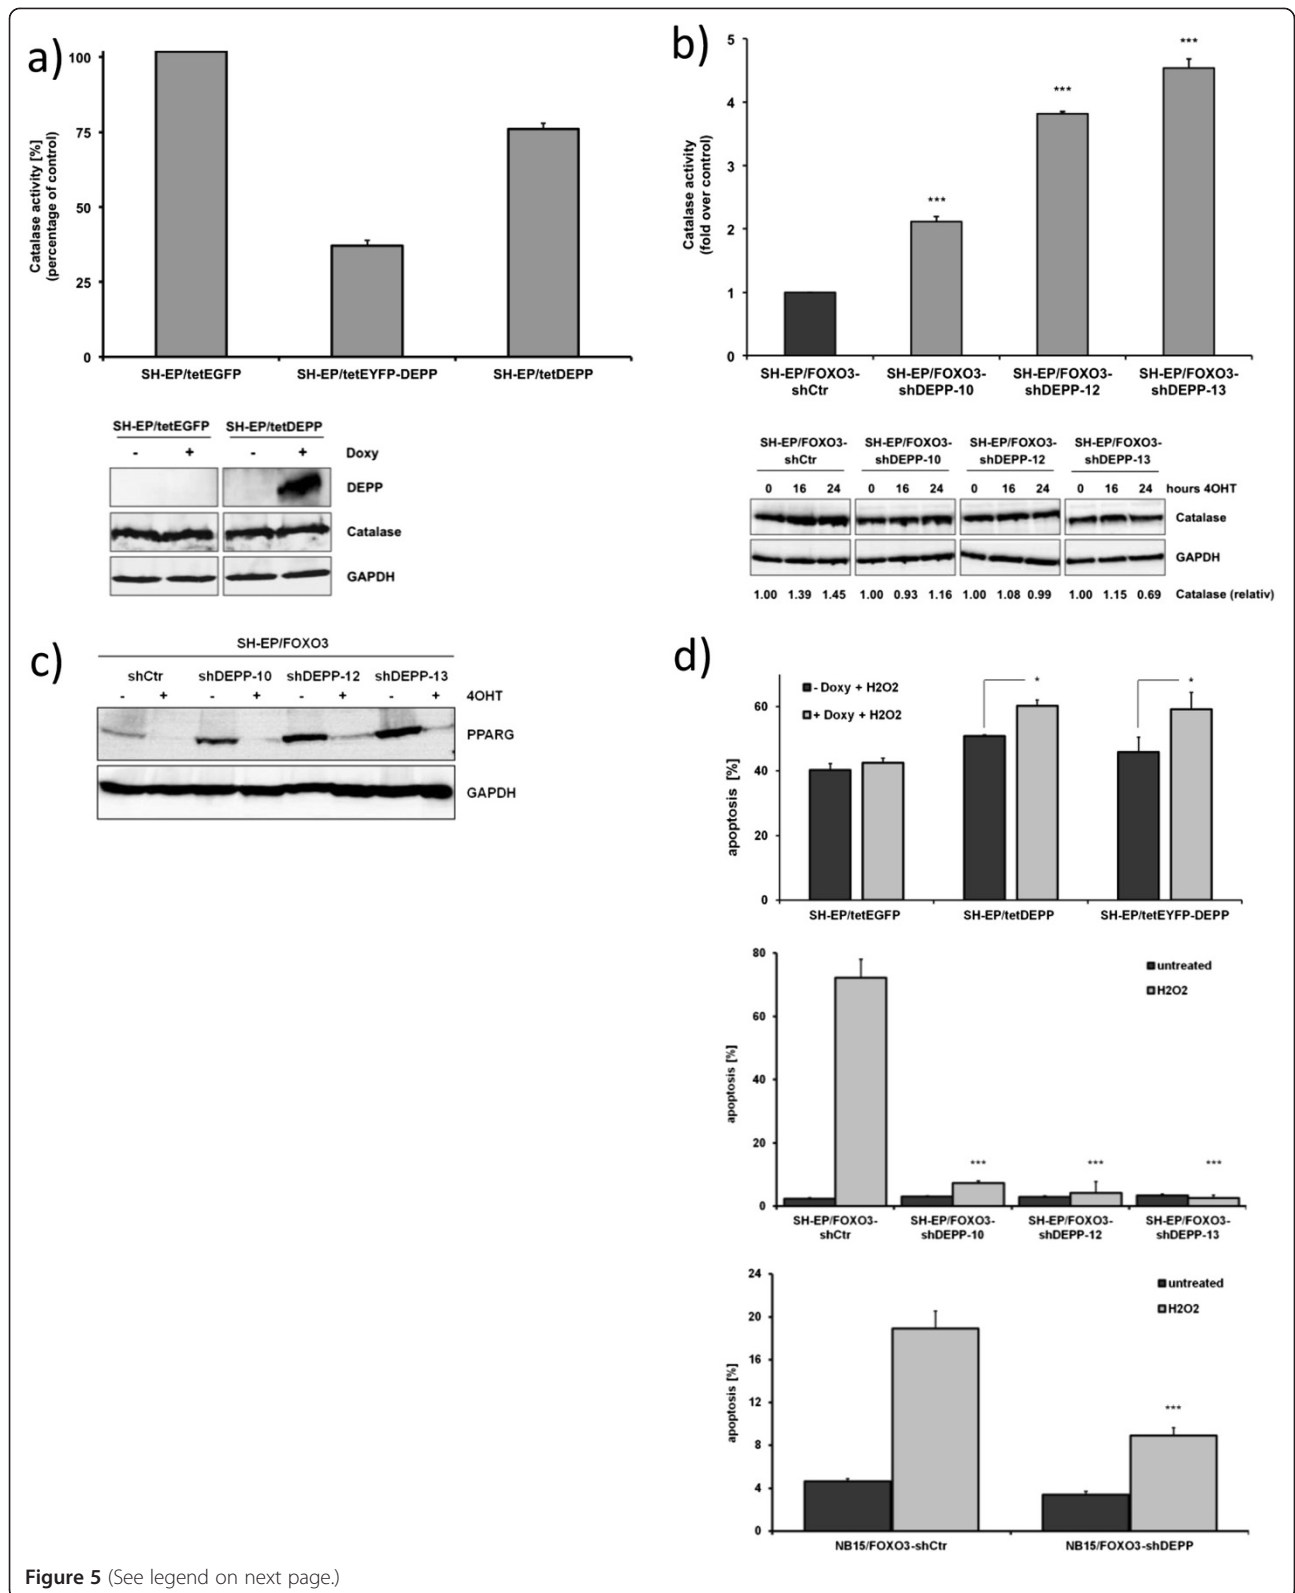 a)
Catalase activity [%]
(percentage of control)
100
75
50
25
0
SH-EP/tetEGFP
SH-EP/tetEYFP-DEPP
SH-EP/tetDEPP
SH-EP/tetEGFP SH-EP/tetDEPP
- + - + Doxy
DEPP
Catalase
GAPDH
b)
Catalase activity
(fold over control)
5
4
3
2
1
0
***
***
***
SH-EP/FOXO3-
shCtr
SH-EP/FOXO3-
shDEPP-10
SH-EP/FOXO3-
shDEPP-12
SH-EP/FOXO3-
shDEPP-13
SH-EP/FOXO3-
shCtr
SH-EP/FOXO3-
shDEPP-10
SH-EP/FOXO3-
shDEPP-12
SH-EP/FOXO3-
shDEPP-13
0 16 24 0 16 24 0 16 24 0 16 24 hours 4OHT
Catalase
GAPDH
1.00 1.39 1.45 1.00 0.93 1.16 1.00 1.08 0.99 1.00 1.15 0.69 Catalase (relativ)
c)
SH-EP/FOXO3
shCtr shDEPP-10 shDEPP-12 shDEPP-13
- + - + - + - + 4OHT
PPARG
GAPDH
d)
apoptosis [%]
60
40
20
0
- Doxy + H2O2
+ Doxy + H2O2
*
*
SH-EP/tetEGFP
SH-EP/tetDEPP
SH-EP/tetEYFP-DEPP
apoptosis [%]
80
60
40
20
0
untreated
H2O2
***
***
***
SH-EP/FOXO3-
shCtr
SH-EP/FOXO3-
shDEPP-10
SH-EP/FOXO3-
shDEPP-12
SH-EP/FOXO3-
shDEPP-13
apoptosis [%]
24
20
16
12
8
4
0
untreated
H2O2
***
NB15/FOXO3-shCtr
NB15/FOXO3-shDEPP
Figure 5 (See legend on next page.)